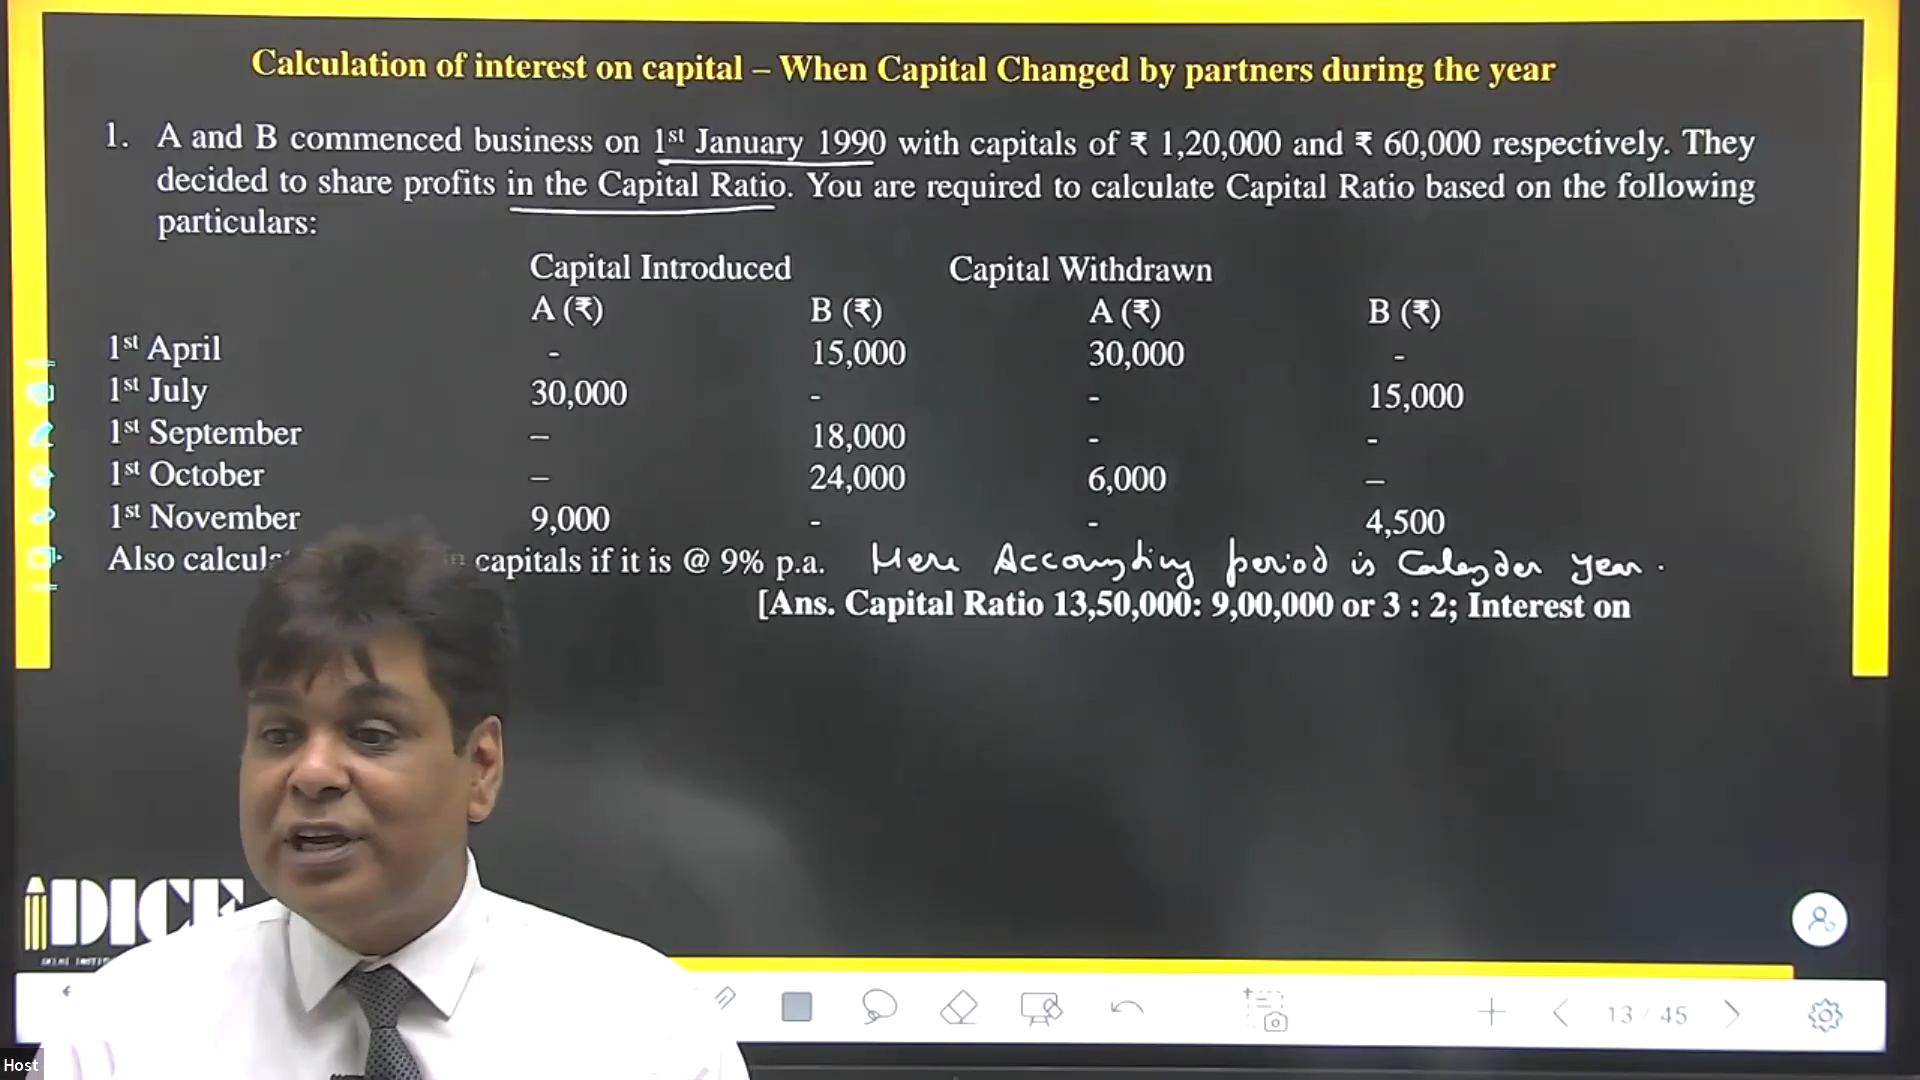 Calculation of interest on capital – When Capital Changed by partners during the year
1. A and B commenced business on 1st January 1990 with capitals of ₹ 1,20,000 and ₹ 60,000 respectively. They
decided to share profits in the Capital Ratio. You are required to calculate Capital Ratio based on the following
particulars:
Capital Introduced Capital Withdrawn
A (₹) B (₹) A (₹) B (₹)
1st April - 15,000 30,000 -
1st July 30,000 - - 15,000
1st September – 18,000 - -
1st October – 24,000 6,000 –
1st November 9,000 - - 4,500
Also capitals if it is @ 9% p.a. Here Accounting period is Calender year.
[Ans. Capital Ratio 13,50,000: 9,00,000 or 3 : 2; Interest on
DICE
13 / 45
Host